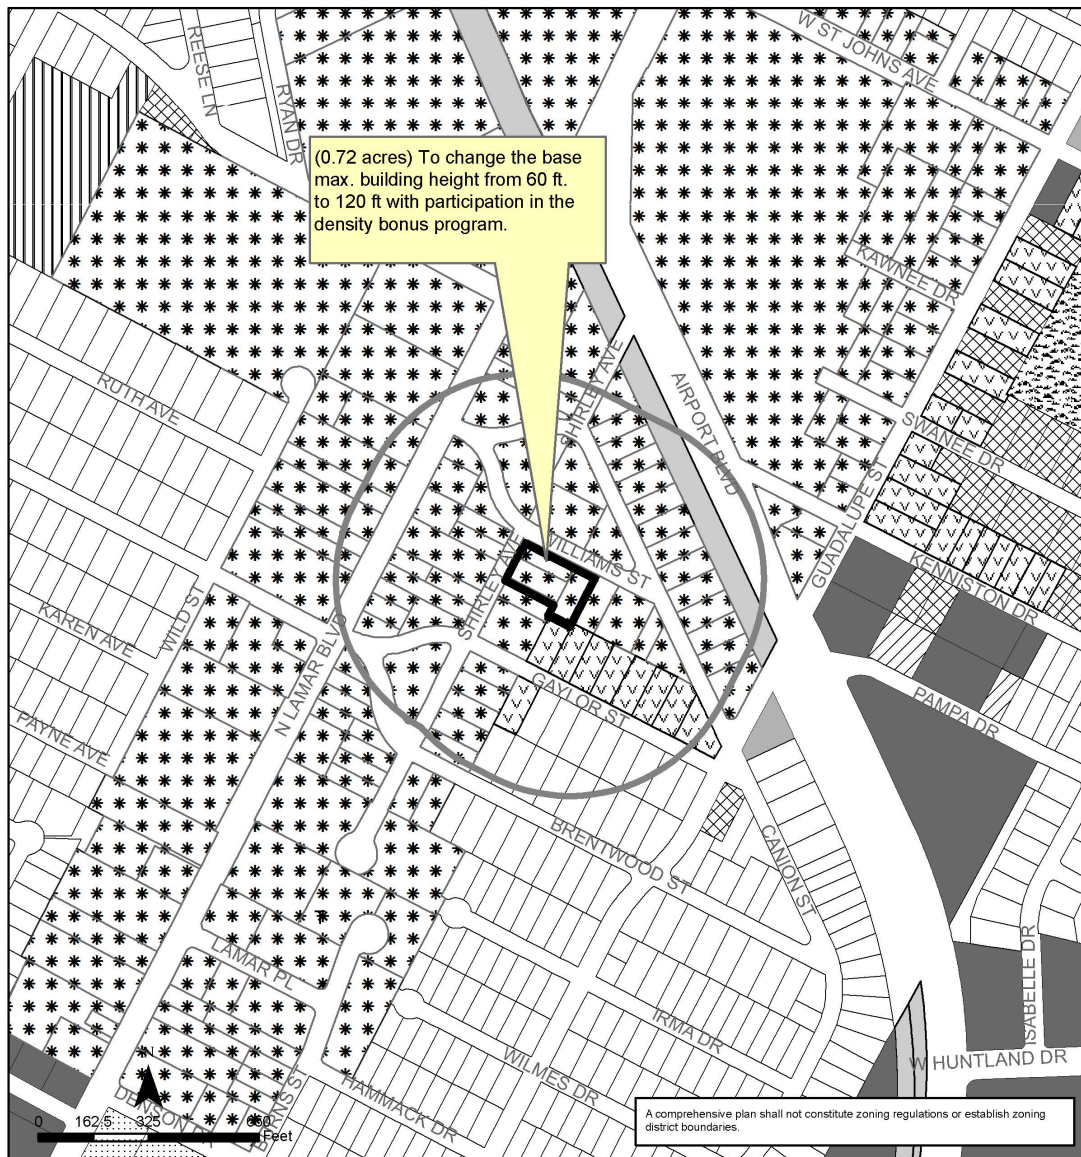 W ST JOHNS AVE
REESE LN
RYAN DR
(0.72 acres) To change the base
max. building height from 60 ft.
to 120 ft with participation in the
density bonus program.
KAWNEE DR
SHIRLEY AVE
AIRPORT BLVD
RUTH AVE
SWANEE DR
GUADALUPE ST
WILLIAMS ST
SHIRLEY AVE
KENNISTON DR
KAREN AVE
WILD ST
N LAMAR BLVD
GAYLOR ST
PAMPA DR
PAYNE AVE
BRENTWOOD ST
CANION ST
LAMAR PL
IRMA DR
ISABELLE DR
WILMES DR
W HUNTLAND DR
HAMMACK DR
BURNS ST
N
0 162.5 325 650
Feet
A comprehensive plan shall not constitute zoning regulations or establish zoning
district boundaries.